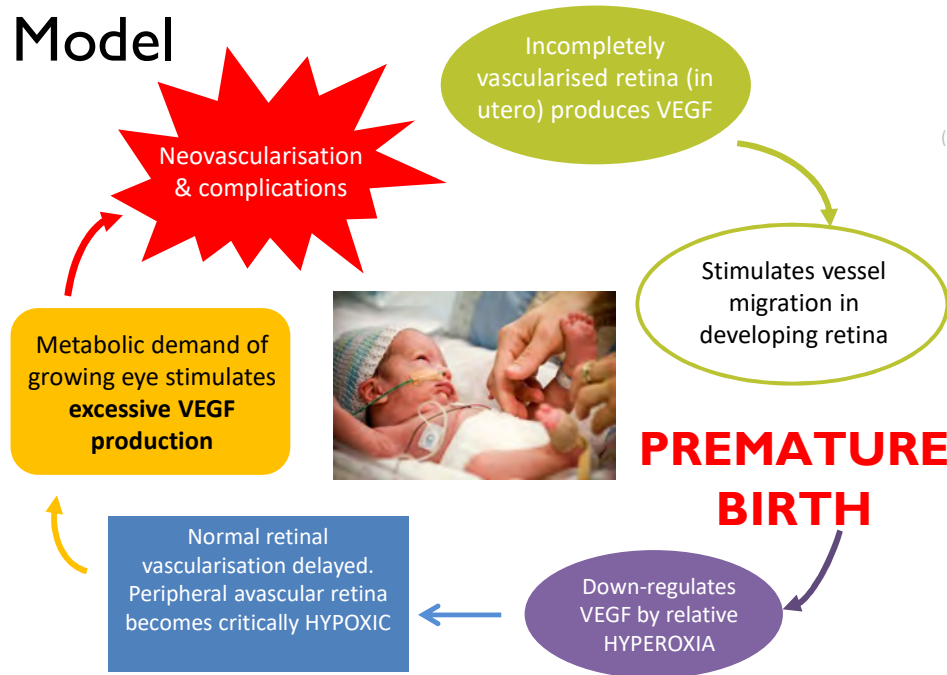 Model
Incompletely
vascularised retina (in
utero) produces VEGF
(
Stimulates vessel
migration in
developing retina
PREMATURE
BIRTH
Down-regulates
VEGF by relative
HYPEROXIA
Normal retinal
vascularisation delayed.
Peripheral avascular retina
becomes critically HYPOXIC
Metabolic demand of
growing eye stimulates
excessive VEGF
production
Neovascularisation
& complications